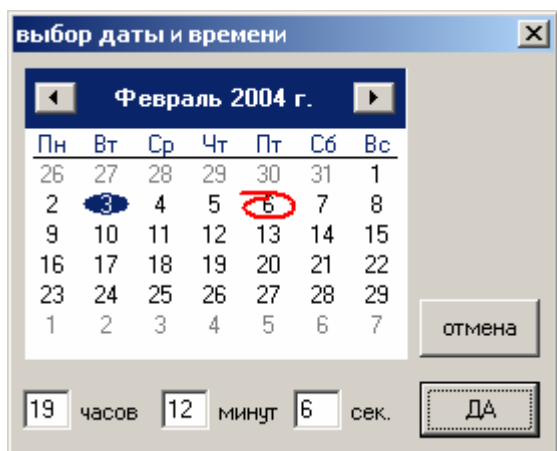 выбор даты и времени
Февраль 2004 г.
Пн Вт Ср Чт Пт Сб Вс
26 27 28 29 30 31 1
2 3 4 5 6 7 8
9 10 11 12 13 14 15
16 17 18 19 20 21 22
23 24 25 26 27 28 29
1 2 3 4 5 6 7
отмена
19 часов 12 минут 6 сек. ДА